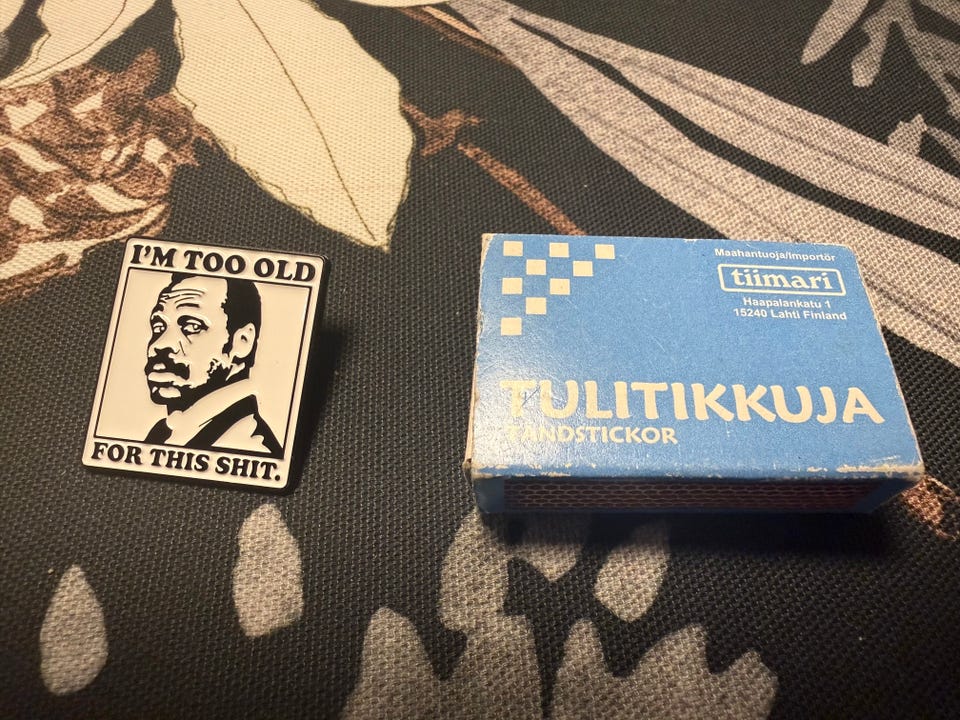 I'M TOO OLD
FOR THIS SHIT.
Maahantuoja/Importör
tiimari
Haapalankatu 1
15240 Lahti Finland
TULITIKKUJA
TÄNDSTICKOR